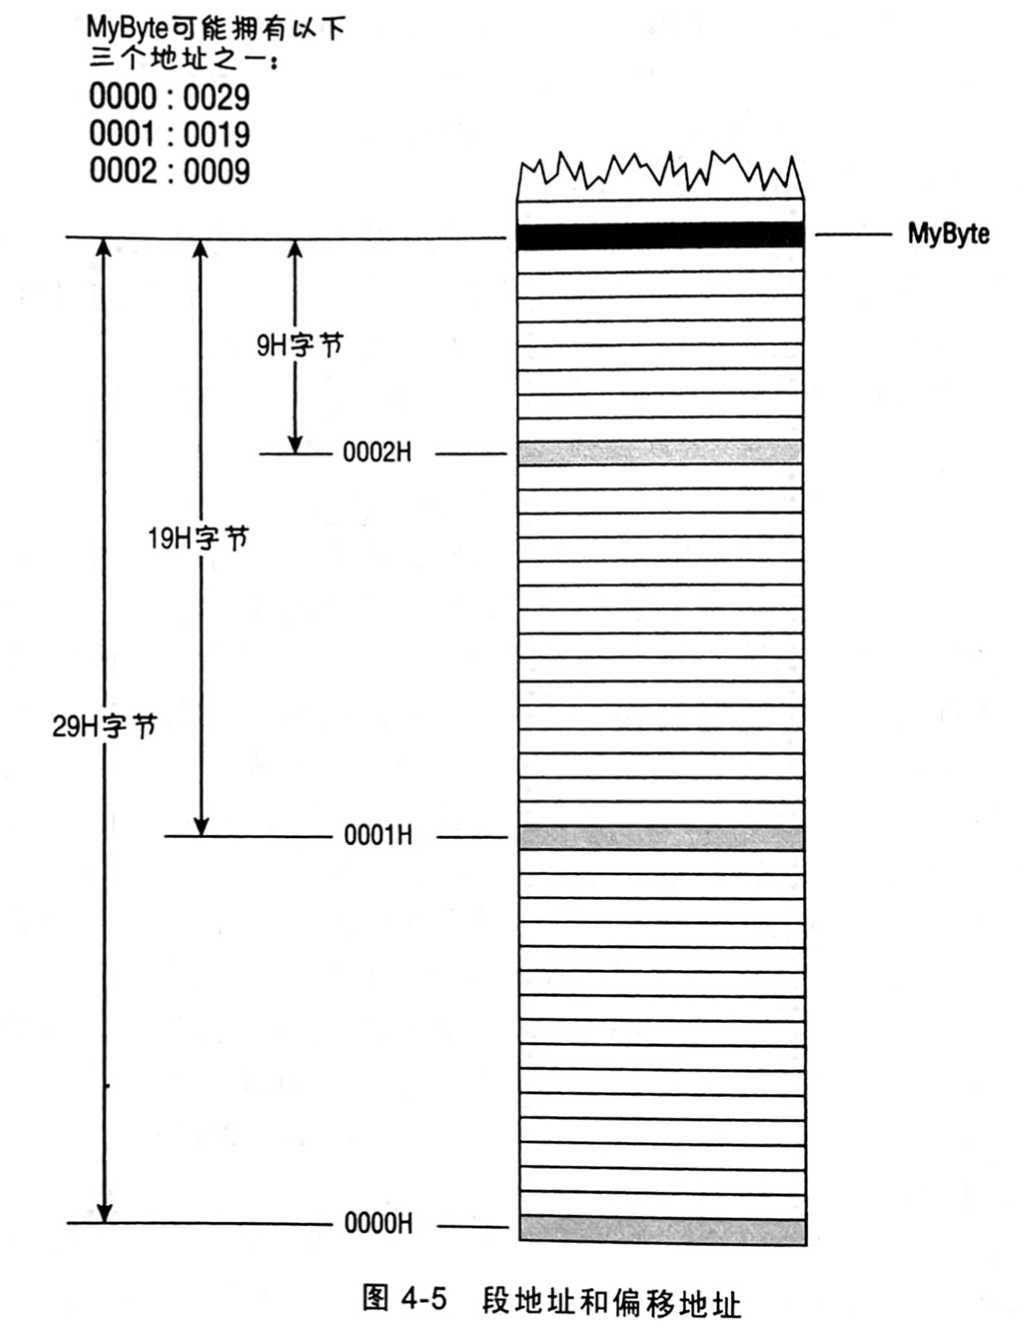 MyByte可能拥有以下
三个地址之一:
0000 : 0029
0001 : 0019
0002 : 0009
MyByte
9H字节
0002H
19H字节
29H字节
0001H
0000H
图 4-5 段地址和偏移地址